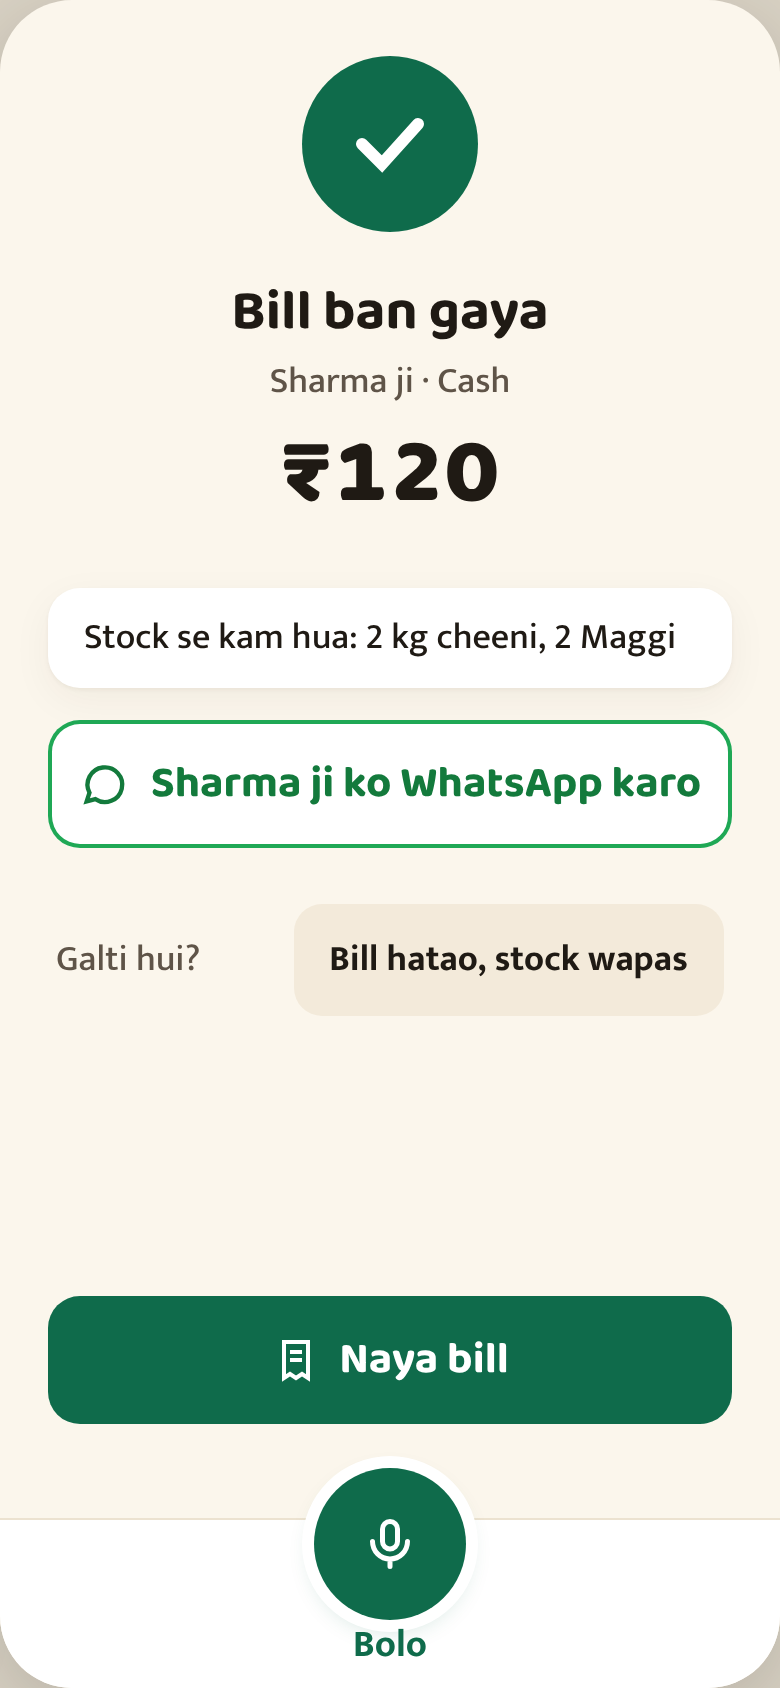 Bill ban gaya
Sharma ji · Cash
₹120
Stock se kam hua: 2 kg cheeni, 2 Maggi
Sharma ji ko WhatsApp karo
Galti hui?
Bill hatao, stock wapas
Naya bill
Bolo